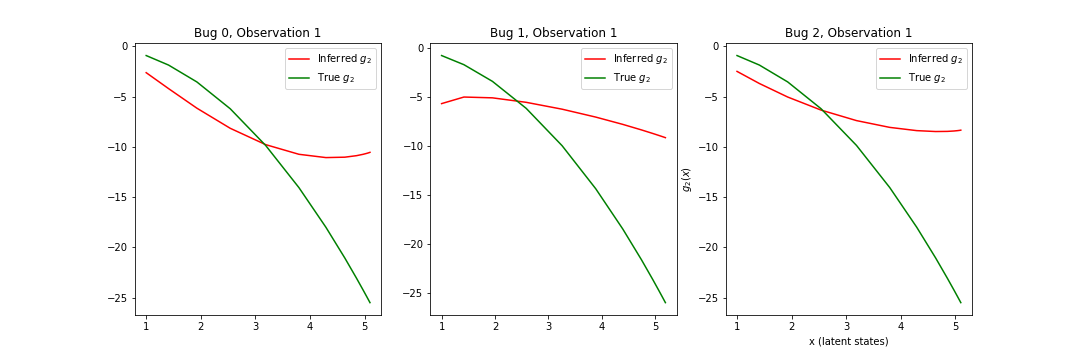 Bug 0, Observation 1
Inferred g₂
True g₂
0
−5
−10
−15
−20
−25
1 2 3 4 5
Bug 1, Observation 1
Inferred g₂
True g₂
0
−5
−10
−15
−20
−25
1 2 3 4 5
Bug 2, Observation 1
Inferred g₂
True g₂
g₂(x)
0
−5
−10
−15
−20
−25
1 2 3 4 5
x (latent states)